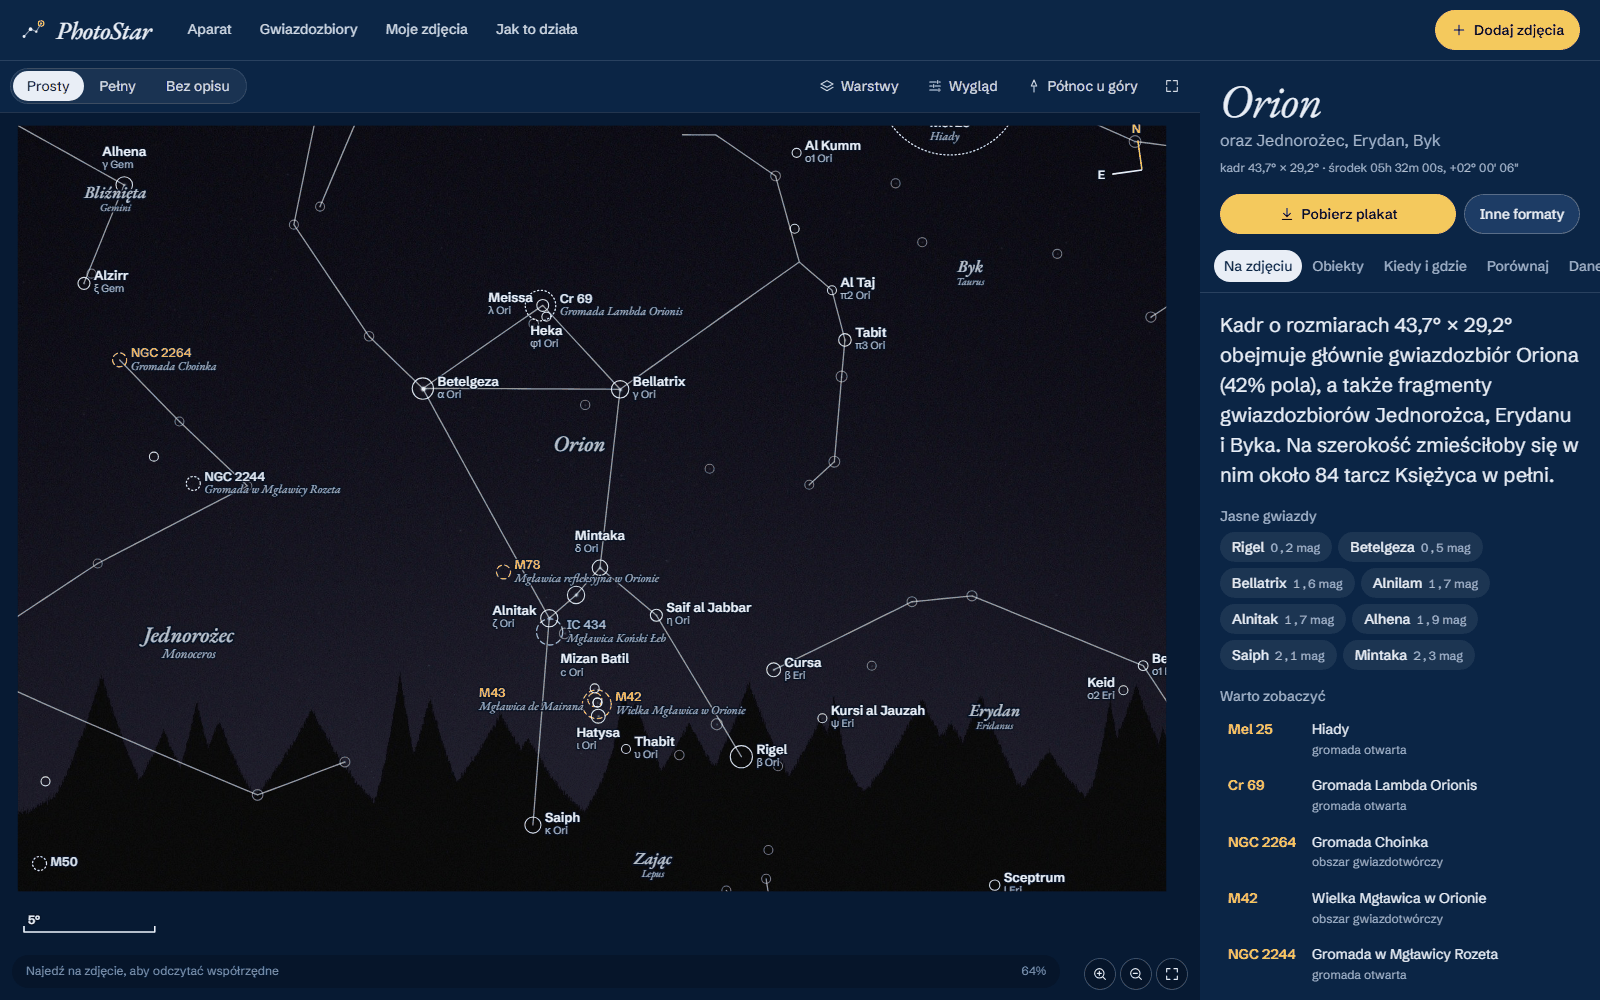 PhotoStar
Aparat
Gwiazdozbiory
Moje zdjęcia
Jak to działa
Dodaj zdjęcia
Prosty
Pełny
Bez opisu
Warstwy
Wygląd
Północ u góry
Alhena
γ Gem
Bliźnięta
Gemini
Alzirr
ξ Gem
Al Kumm
ο1 Ori
Hiady
N
E
Byk
Taurus
Al Taj
π2 Ori
Tabit
π3 Ori
Meissa
λ Ori
Cr 69
Gromada Lambda Orionis
Heka
φ1 Ori
NGC 2264
Gromada Choinka
Betelgeza
α Ori
Bellatrix
γ Ori
Orion
NGC 2244
Gromada w Mgławicy Rozeta
Mintaka
δ Ori
M78
Mgławica refleksyjna w Orionie
Alnitak
ζ Ori
Saif al Jabbar
η Ori
IC 434
Mgławica Koński Łeb
Jednorożec
Monoceros
Mizan Batil
c Ori
Cursa
β Eri
Be
ο1
Keid
ο2 Eri
M43
Mgławica de Mairana
M42
Wielka Mgławica w Orionie
Kursi al Jauzah
ψ Eri
Erydan
Eridanus
Hatysa
ι Ori
Thabit
υ Ori
Rigel
β Ori
Saiph
κ Ori
Zając
Lepus
M50
Sceptrum
5°
Najedź na zdjęcie, aby odczytać współrzędne
64%
Orion
oraz Jednorożec, Erydan, Byk
kadr 43,7° × 29,2° · środek 05h 32m 00s, +02° 00' 06"
Pobierz plakat
Inne formaty
Na zdjęciu
Obiekty
Kiedy i gdzie
Porównaj
Dane
Kadr o rozmiarach 43,7° × 29,2°
obejmuje głównie gwiazdozbiór Oriona
(42% pola), a także fragmenty
gwiazdozbiorów Jednorożca, Erydanu
i Byka. Na szerokość zmieściłoby się w
nim około 84 tarcz Księżyca w pełni.
Jasne gwiazdy
Rigel 0,2 mag
Betelgeza 0,5 mag
Bellatrix 1,6 mag
Alnilam 1,7 mag
Alnitak 1,7 mag
Alhena 1,9 mag
Saiph 2,1 mag
Mintaka 2,3 mag
Warto zobaczyć
Mel 25
Hiady
gromada otwarta
Cr 69
Gromada Lambda Orionis
gromada otwarta
NGC 2264
Gromada Choinka
obszar gwiazdotwórczy
M42
Wielka Mgławica w Orionie
obszar gwiazdotwórczy
NGC 2244
Gromada w Mgławicy Rozeta
gromada otwarta